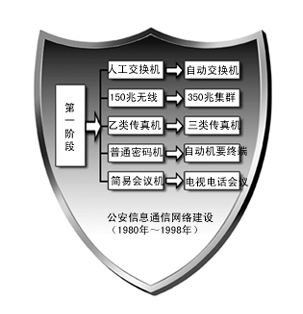 第一阶段
人工交换机
自动交换机
150兆无线
350兆集群
乙类传真机
三类传真机
普通密码机
自动机要终端
简易会议机
电视电话会议
公安信息通信网络建设
(1980年～1998年)